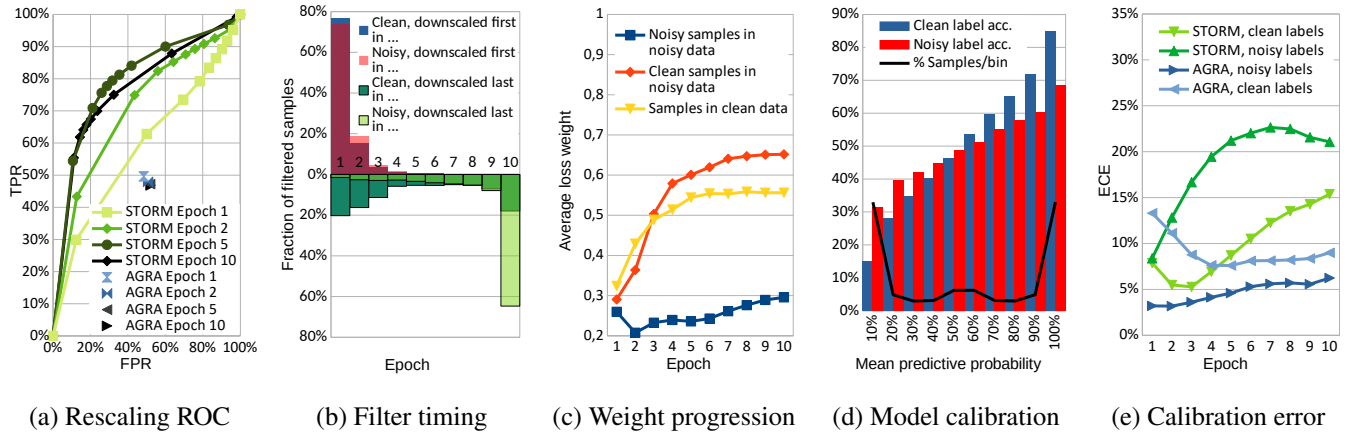 100%
90%
80%
70%
60%
50%
40%
30%
20%
10%
0%
TPR
0% 20% 40% 60% 80% 100%
FPR
STORM Epoch 1
STORM Epoch 2
STORM Epoch 5
STORM Epoch 10
AGRA Epoch 1
AGRA Epoch 2
AGRA Epoch 5
AGRA Epoch 10
(a) Rescaling ROC
80%
60%
40%
20%
0%
20%
40%
60%
80%
Fraction of filtered samples
Clean, downscaled first
in ...
Noisy, downscaled first
in ...
Clean, downscaled last
in ...
Noisy, downscaled last
in ...
1 2 3 4 5 6 7 8 9 10
Epoch
(b) Filter timing
1
0,9
0,8
0,7
0,6
0,5
0,4
0,3
0,2
Average loss weight
Noisy samples in
noisy data
Clean samples in
noisy data
Samples in clean data
1 2 3 4 5 6 7 8 9 10
Epoch
(c) Weight progression
90%
80%
70%
60%
50%
40%
30%
20%
10%
0%
Clean label acc.
Noisy label acc.
% Samples/bin
10% 20% 30% 40% 50% 60% 70% 80% 90% 100%
Mean predictive probability
(d) Model calibration
35%
30%
25%
20%
15%
10%
5%
0%
ECE
STORM, clean labels
STORM, noisy labels
AGRA, noisy labels
AGRA, clean labels
1 2 3 4 5 6 7 8 9 10
Epoch
(e) Calibration error